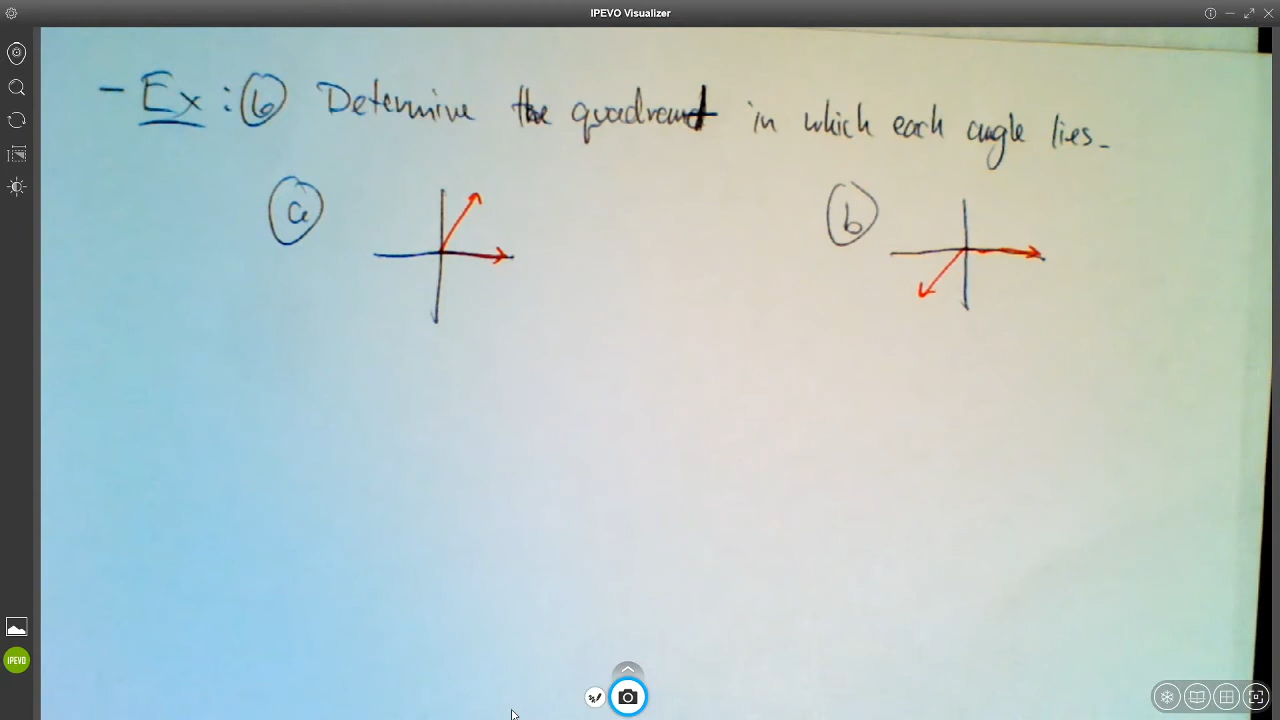 IPEVO Visualizer
- Ex: 6 Determine the quadrant in which each angle lies.
a b
IPEVO